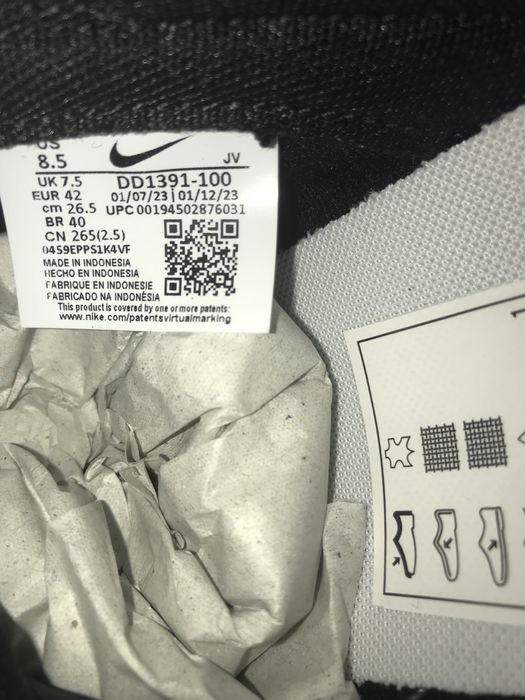 US
8.5
JV
UK 7.5
DD1391-100
EUR 42
01/07/23 | 01/12/23
cm 26.5
UPC 00194502876031
BR 40
CN 265(2.5)
0459EPPS1K4VF
MADE IN INDONESIA
HECHO EN INDONESIA
FABRIQUE EN INDONESIE
FABRICADO NA INDONÈSIA
This product is covered by one or more patents:
www.nike.com/patentsvirtualmarking